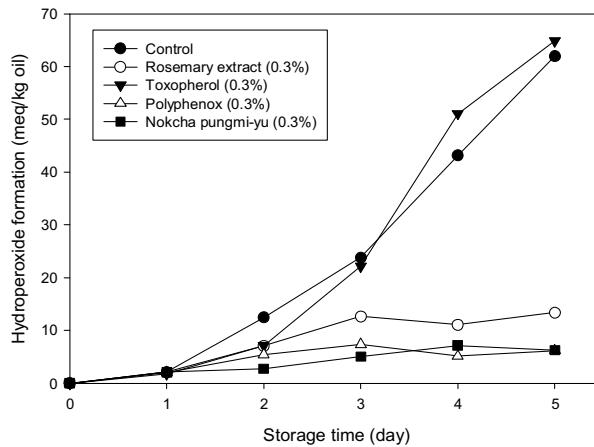 70
60
50
40
30
20
10
0
Hydroperoxide formation (meq/kg oil)
Control
Rosemary extract (0.3%)
Toxopherol (0.3%)
Polyphenox (0.3%)
Nokcha pungmi-yu (0.3%)
0 1 2 3 4 5
Storage time (day)